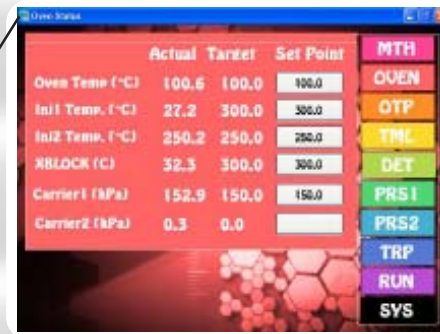 Oven Status
Actual Target Set Point
Oven Temp (°C) 100.6 100.0 100.0
Inj1 Temp. (°C) 27.2 300.0 300.0
Inj2 Temp. (°C) 250.2 250.0 250.0
XBLOCK (C) 32.3 300.0 300.0
Carrier1 (kPa) 152.9 150.0 150.0
Carrier2 (kPa) 0.3 0.0
MTH
OVEN
OTP
TML
DET
PRS1
PRS2
TRP
RUN
SYS